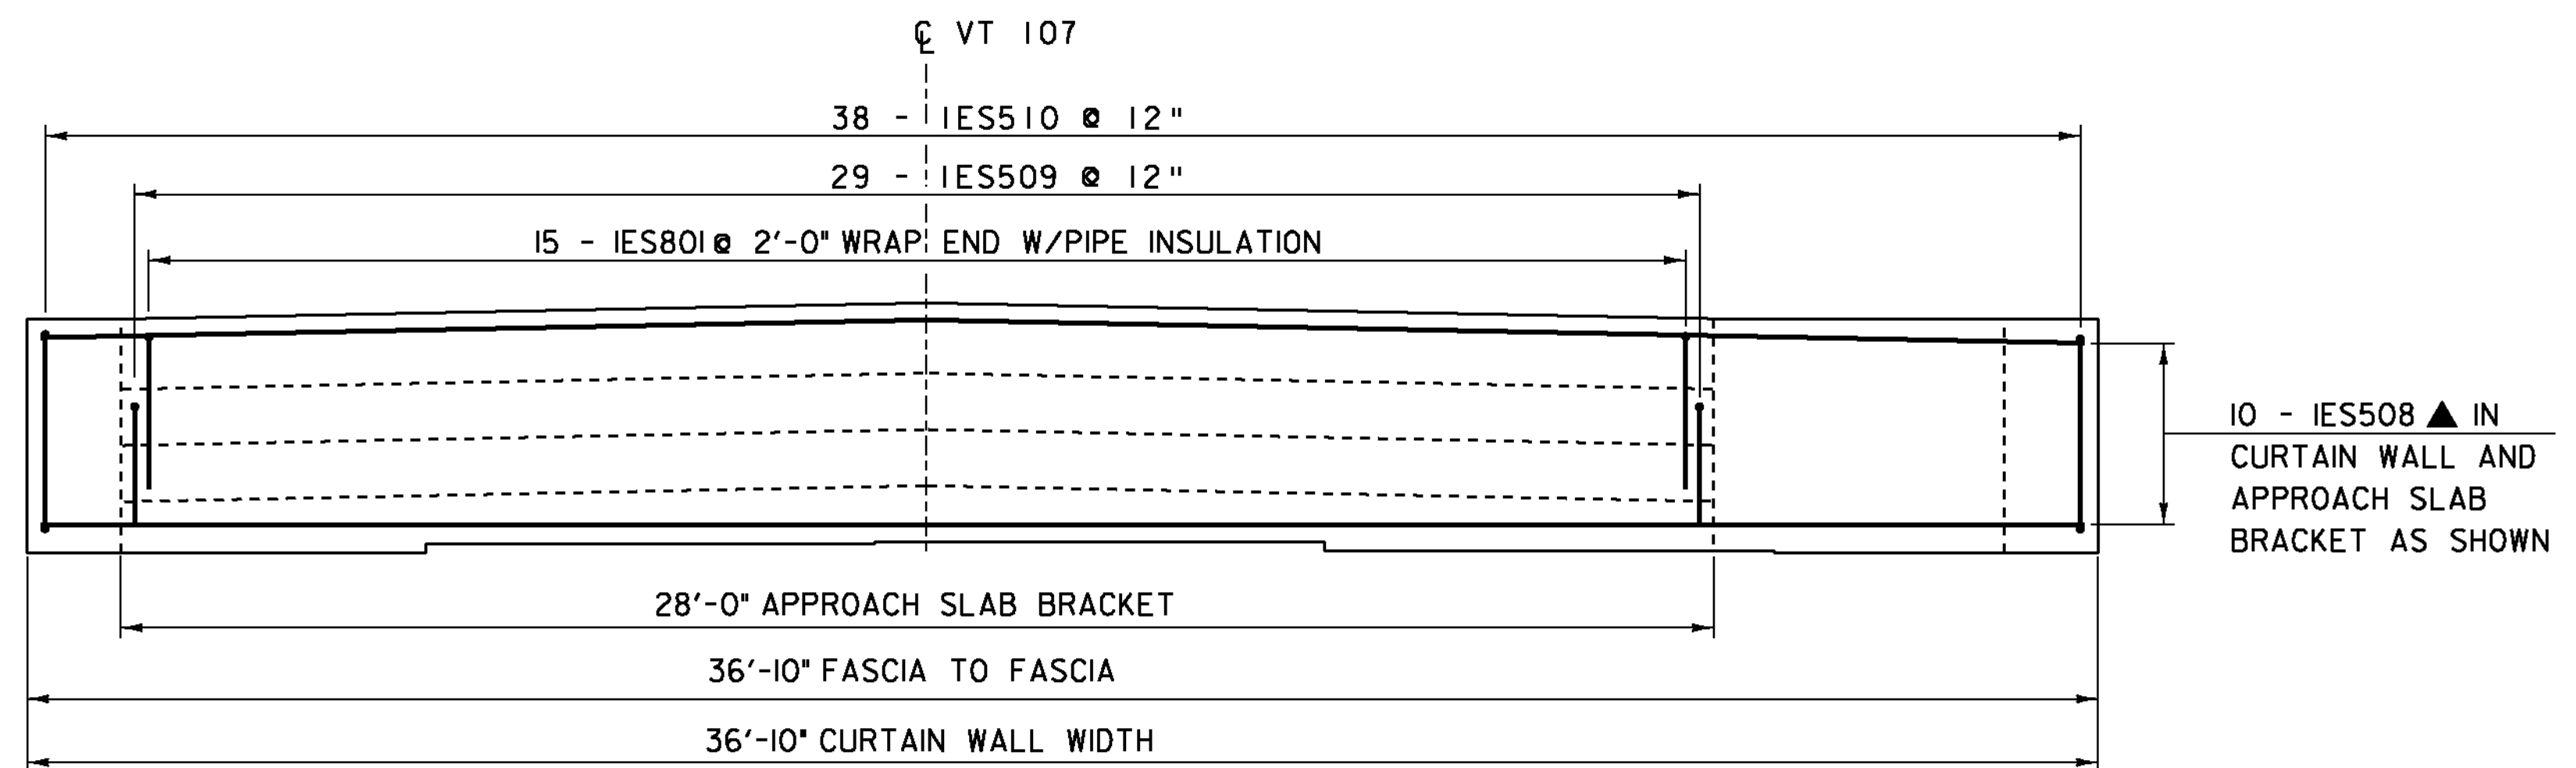 ℄ VT 107
38 - 1ES510 @ 12"
29 - 1ES509 @ 12"
15 - 1ES801@ 2'-0" WRAP END W/PIPE INSULATION
10 - 1ES508 ▲ IN
CURTAIN WALL AND
APPROACH SLAB
BRACKET AS SHOWN
28'-0" APPROACH SLAB BRACKET
36'-10" FASCIA TO FASCIA
36'-10" CURTAIN WALL WIDTH